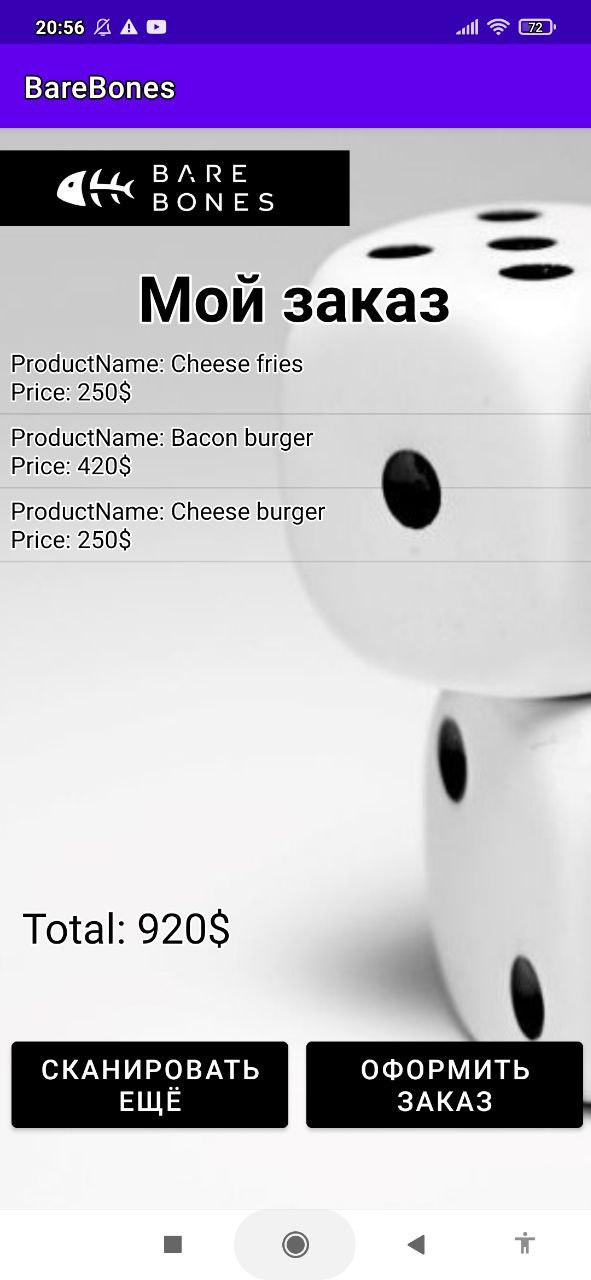 20:56
72
BareBones
BARE
BONES
Мой заказ
ProductName: Cheese fries
Price: 250$
ProductName: Bacon burger
Price: 420$
ProductName: Cheese burger
Price: 250$
Total: 920$
СКАНИРОВАТЬ
ЕЩЁ
ОФОРМИТЬ
ЗАКАЗ